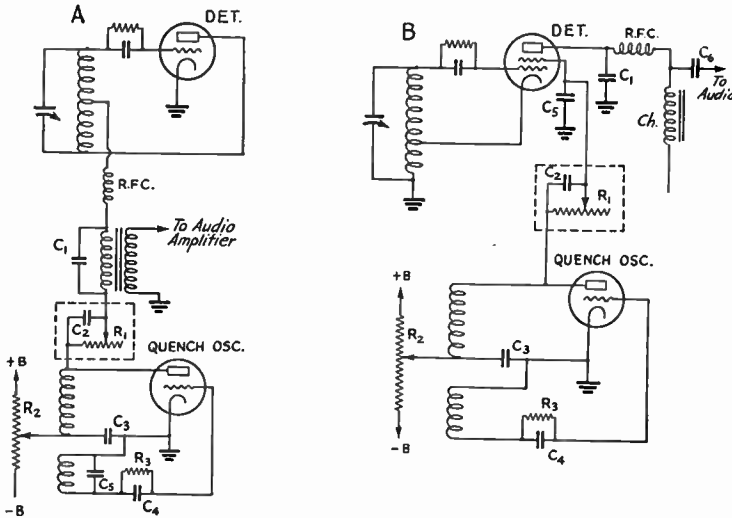 A
DET.
R.F.C.
C1
To Audio
Amplifier
C2
R1
QUENCH OSC.
+B
R2
C3
R3
C5
C4
-B
B
DET.
R.F.C.
C6
To
Audio
C1
C5
Ch.
C2
R1
QUENCH OSC.
+B
R2
C3
R3
C4
-B